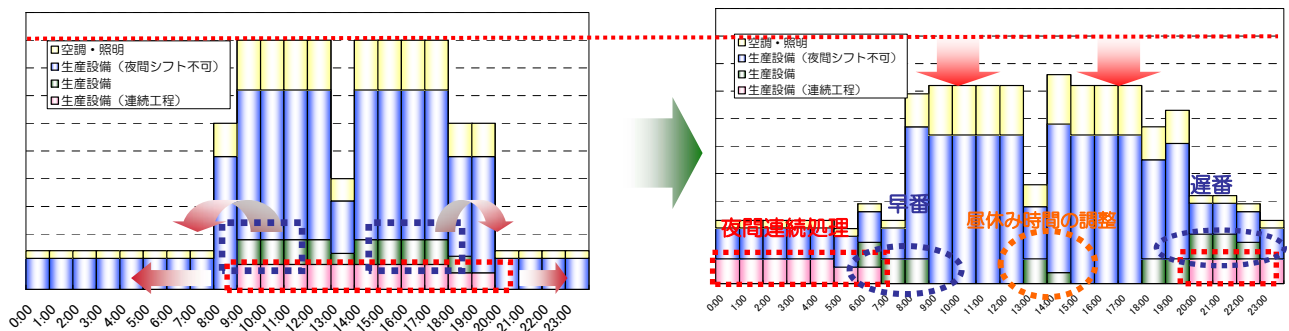 空調・照明
生産設備（夜間シフト不可）
生産設備
生産設備（連続工程）
0:00 1:00 2:00 3:00 4:00 5:00 6:00 7:00 8:00 9:00 10:00 11:00 12:00 13:00 14:00 15:00 16:00 17:00 18:00 19:00 20:00 21:00 22:00 23:00
空調・照明
生産設備（夜間シフト不可）
生産設備
生産設備（連続工程）
遅番
早番
夜間連続処理
昼休み時間の調整
0:00 1:00 2:00 3:00 4:00 5:00 6:00 7:00 8:00 9:00 10:00 11:00 12:00 13:00 14:00 15:00 16:00 17:00 18:00 19:00 20:00 21:00 22:00 23:00